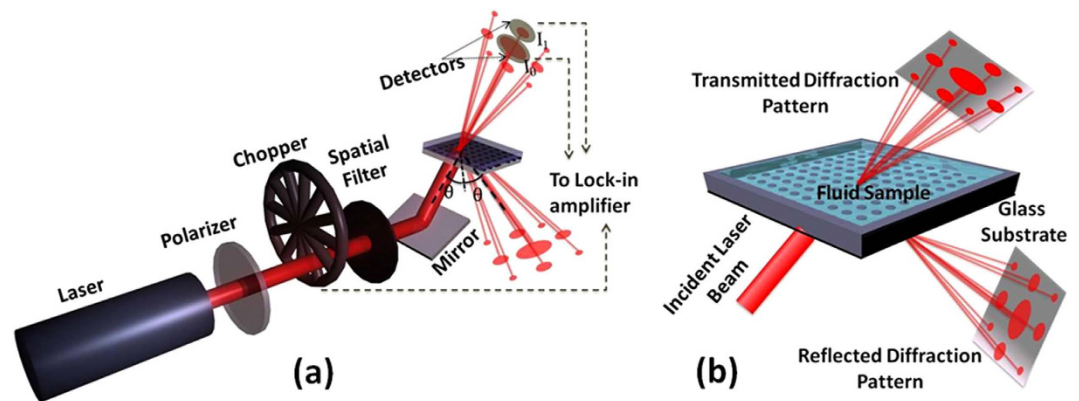 Detectors
I1
I0
Chopper
Spatial
Filter
Polarizer
Laser
Mirror
θ
θ
To Lock-in
amplifier
(a)
Transmitted Diffraction
Pattern
Fluid Sample
Glass
Substrate
Incident Laser
Beam
Reflected Diffraction
Pattern
(b)